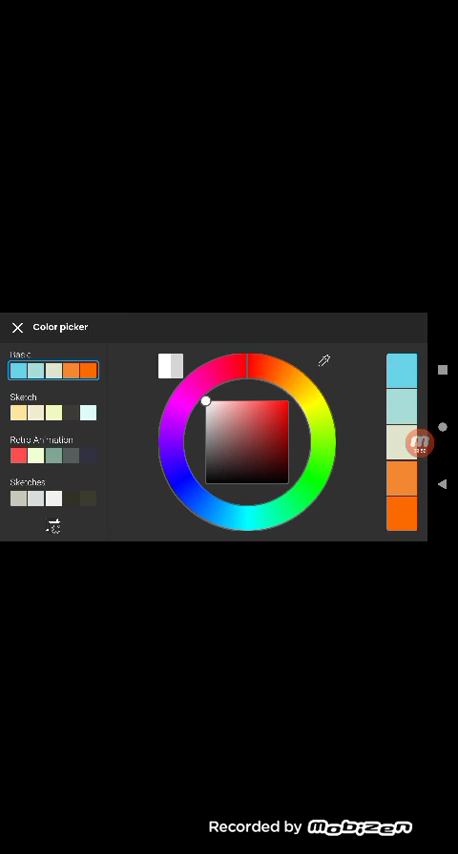 Color picker
Basic
Sketch
Retro Animation
Sketches
Recorded by Mobizen